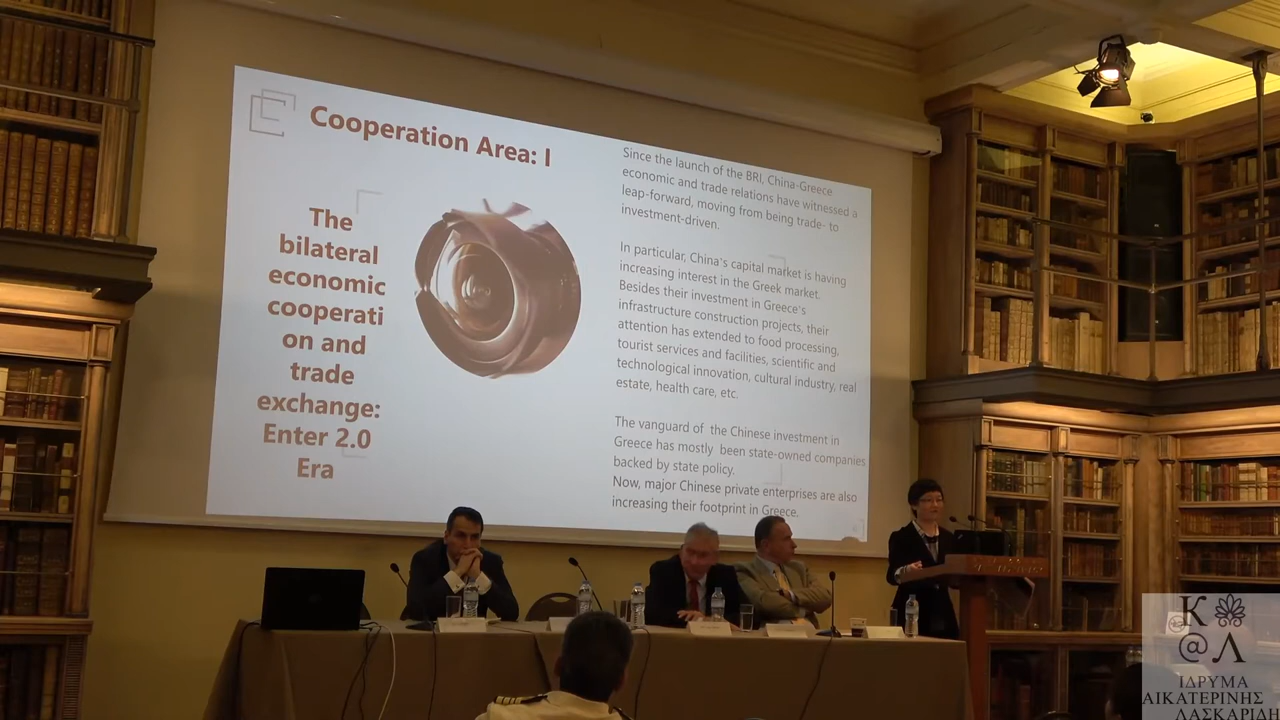 Cooperation Area: I
The
bilateral
economic
cooperati
on and
trade
exchange:
Enter 2.0
Era
Since the launch of the BRI, China-Greece
economic and trade relations have witnessed a
leap-forward, moving from being trade- to
investment-driven.
In particular, China's capital market is having
increasing interest in the Greek market.
Besides their investment in Greece's
infrastructure construction projects, their
attention has extended to food processing,
tourist services and facilities, scientific and
technological innovation, cultural industry, real
estate, health care, etc.
The vanguard of the Chinese investment in
Greece has mostly been state-owned companies
backed by state policy.
Now, major Chinese private enterprises are also
increasing their footprint in Greece.
Κ
@ Λ
ΙΔΡΥΜΑ
ΑΙΚΑΤΕΡΙΝΗΣ
ΛΑΣΚΑΡΙΔΗ